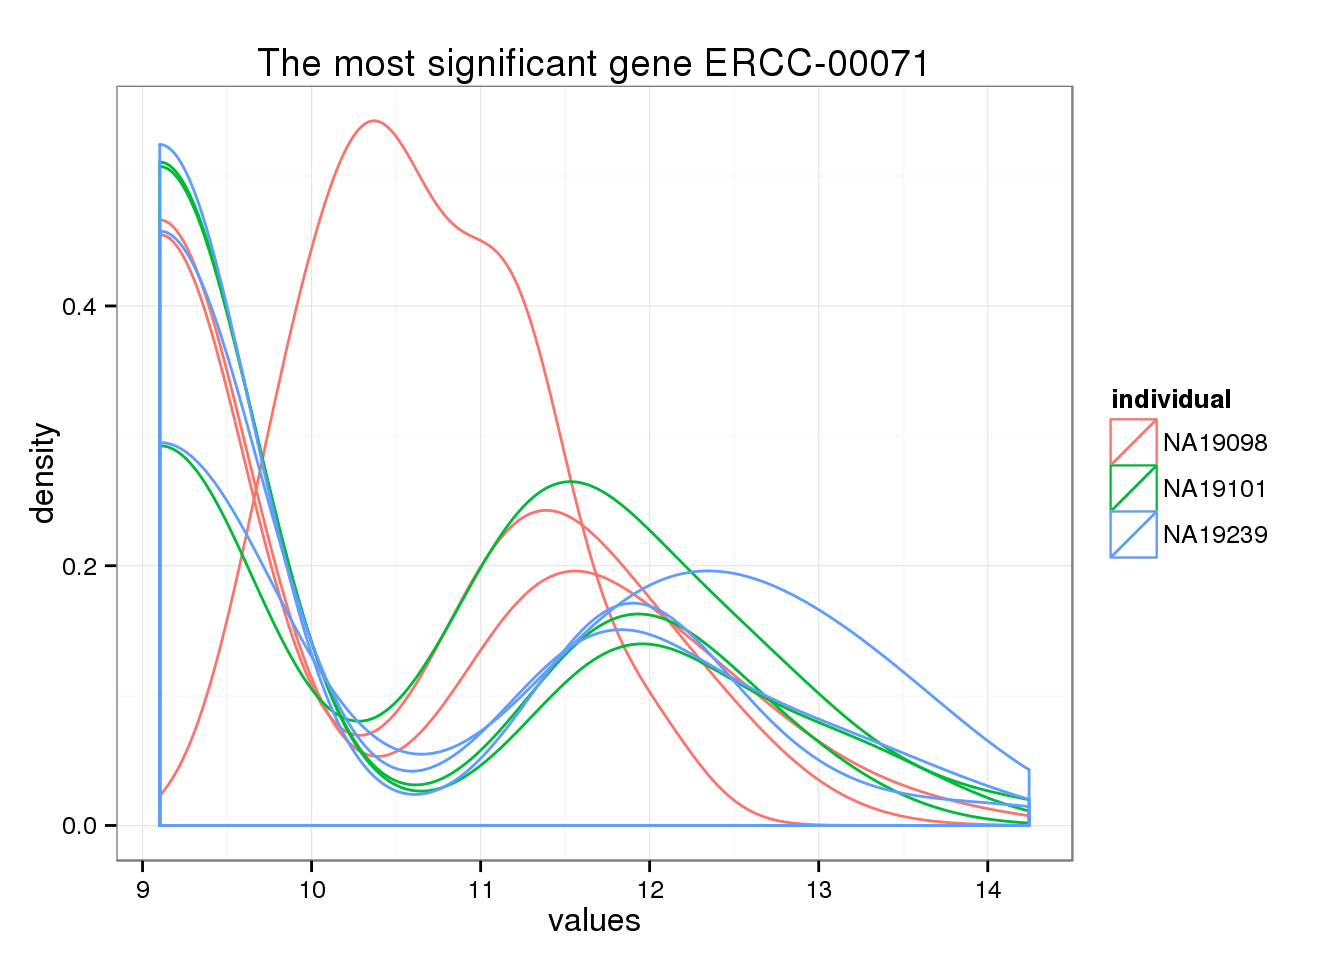 The most significant gene ERCC-00071
density
0.4
0.2
0.0
9 10 11 12 13 14
values
individual
NA19098
NA19101
NA19239